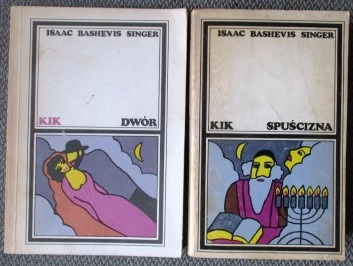 ISAAC BASHEVIS SINGER
KIK DWÓR
ISAAC BASHEVIS SINGER
KIK SPUŚCIZNA